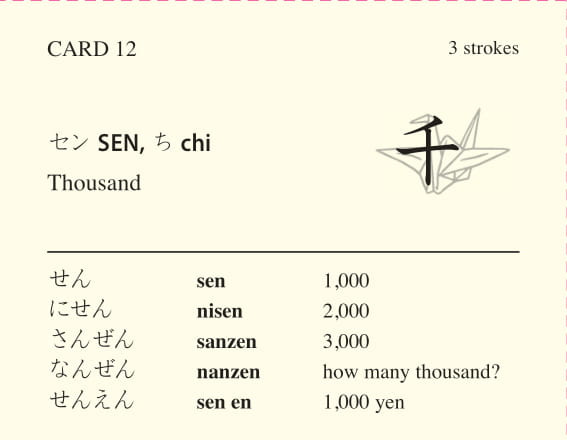 CARD 12 3 strokes
千
セン SEN, ち chi
Thousand
せん sen 1,000
にせん nisen 2,000
さんぜん sanzen 3,000
なんぜん nanzen how many thousand?
せんえん sen en 1,000 yen